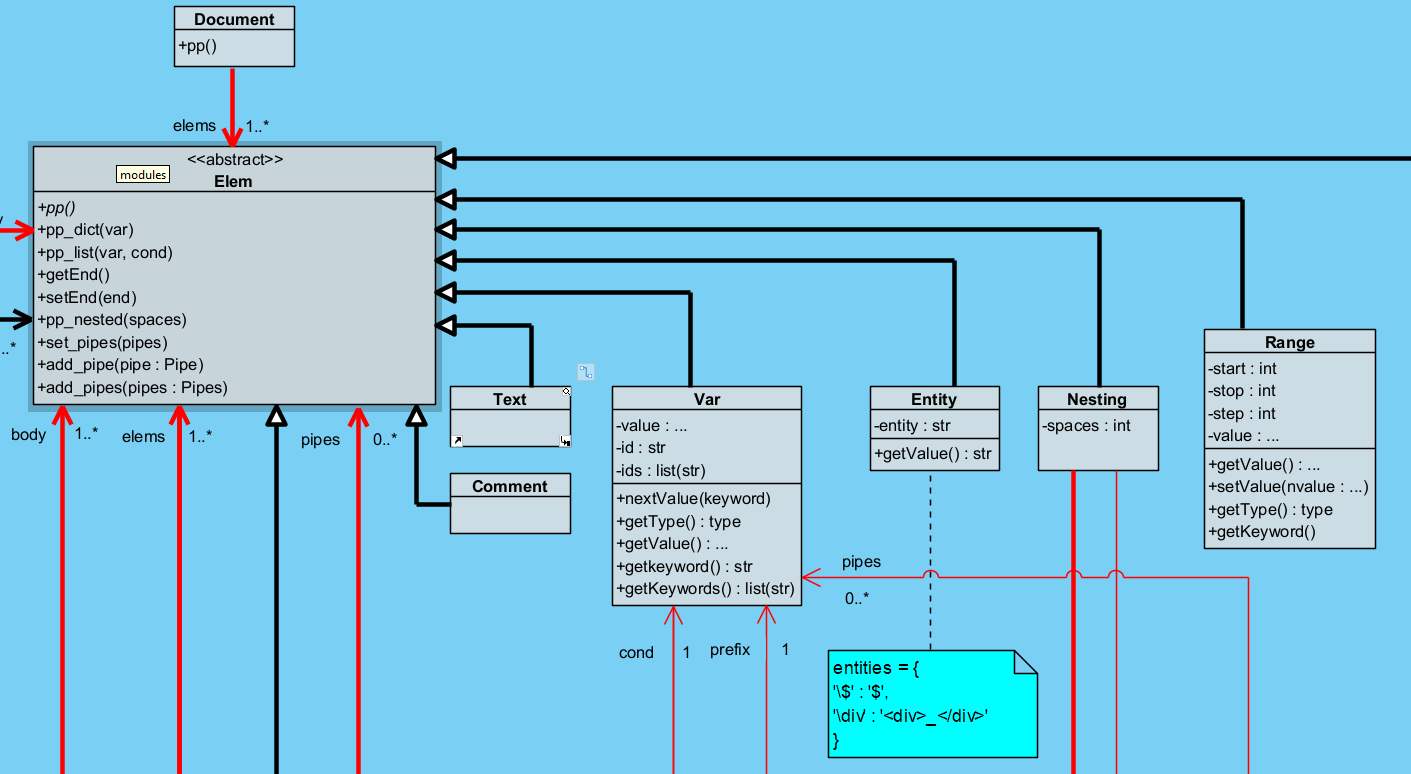 Document
+pp()
elems
1..*
<<abstract>>
modules
Elem
+pp()
+pp_dict(var)
+pp_list(var, cond)
+getEnd()
+setEnd(end)
+pp_nested(spaces)
+set_pipes(pipes)
+add_pipe(pipe : Pipe)
+add_pipes(pipes : Pipes)
..*
body
1..*
elems
1..*
pipes
0..*
Text
Comment
Var
-value : ...
-id : str
-ids : list(str)
+nextValue(keyword)
+getType() : type
+getValue() : ...
+getkeyword() : str
+getKeywords() : list(str)
Entity
-entity : str
+getValue() : str
Nesting
-spaces : int
Range
-start : int
-stop : int
-step : int
-value : ...
+getValue() : ...
+setValue(nvalue : ...)
+getType() : type
+getKeyword()
pipes
0..*
cond
1
prefix
1
entities = {
'\$' : '$',
'\div' : '<div>_</div>'
}